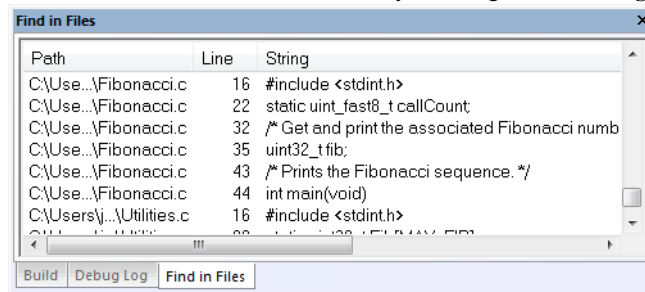 Find in Files
Path Line String
C:\Use...\Fibonacci.c 16 #include <stdint.h>
C:\Use...\Fibonacci.c 22 static uint_fast8_t callCount;
C:\Use...\Fibonacci.c 32 /* Get and print the associated Fibonacci numb
C:\Use...\Fibonacci.c 35 uint32_t fib;
C:\Use...\Fibonacci.c 43 /* Prints the Fibonacci sequence. */
C:\Use...\Fibonacci.c 44 int main(void)
C:\Users\j...\Utilities.c 16 #include <stdint.h>
Build Debug Log Find in Files